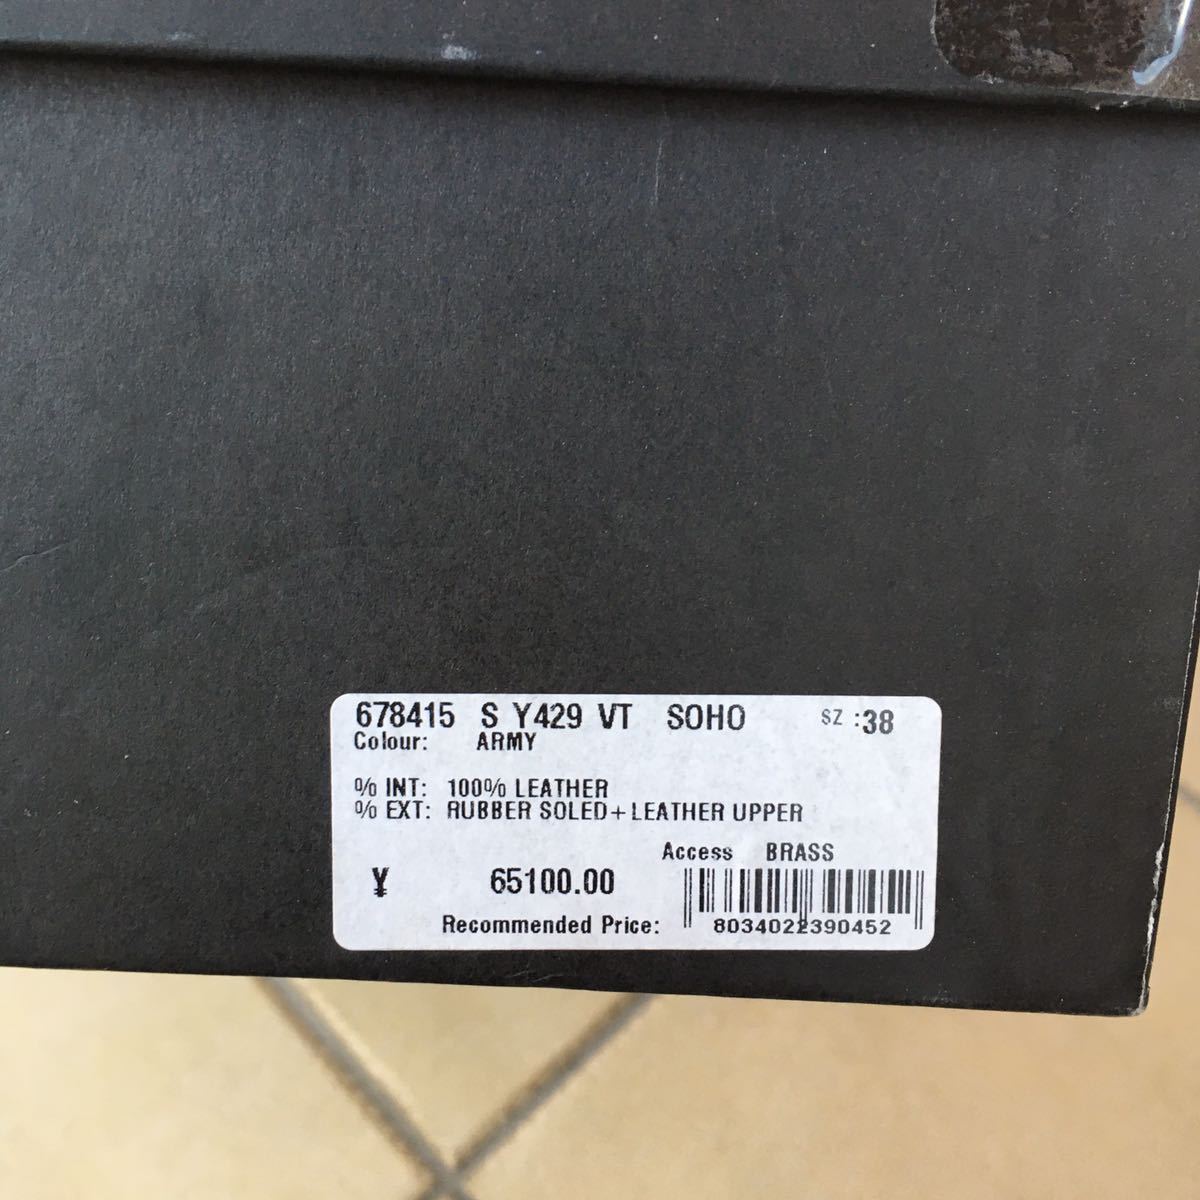 678415 S Y429 VT SOHO SZ :38
Colour: ARMY
% INT: 100% LEATHER
% EXT: RUBBER SOLED+LEATHER UPPER
Access BRASS
¥ 65100.00
Recommended Price:
8034022390452